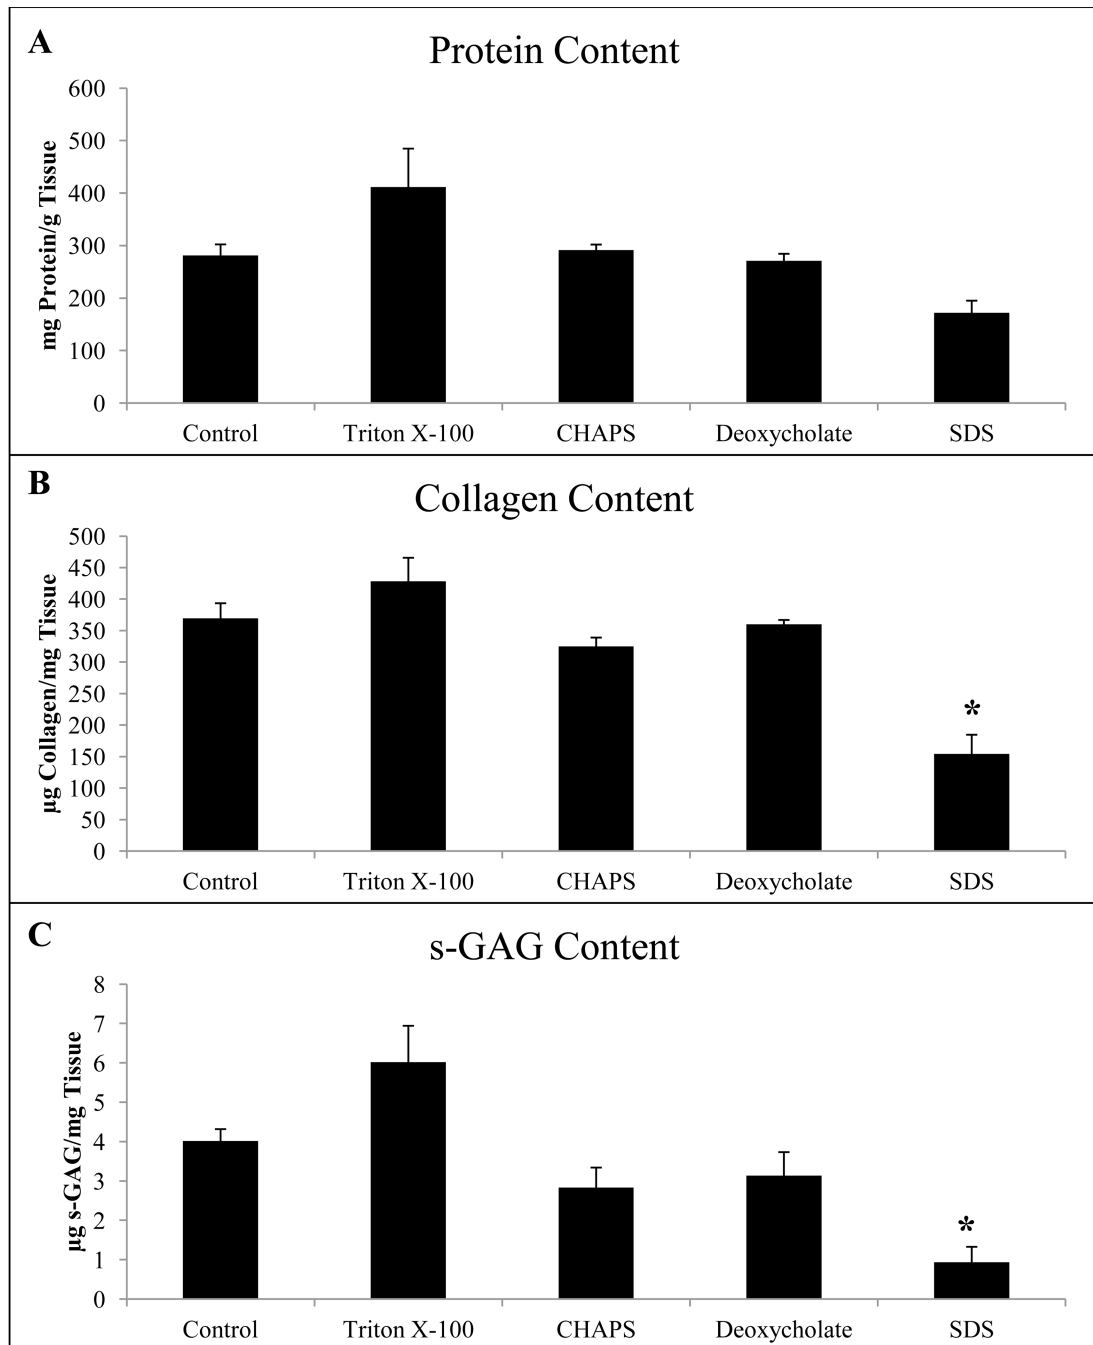 A
Protein Content
mg Protein/g Tissue
600
500
400
300
200
100
0
Control Triton X-100 CHAPS Deoxycholate SDS
B
Collagen Content
µg Collagen/mg Tissue
500
450
400
350
300
250
200
150
100
50
0
*
Control Triton X-100 CHAPS Deoxycholate SDS
C
s-GAG Content
µg s-GAG/mg Tissue
8
7
6
5
4
3
2
1
0
*
Control Triton X-100 CHAPS Deoxycholate SDS